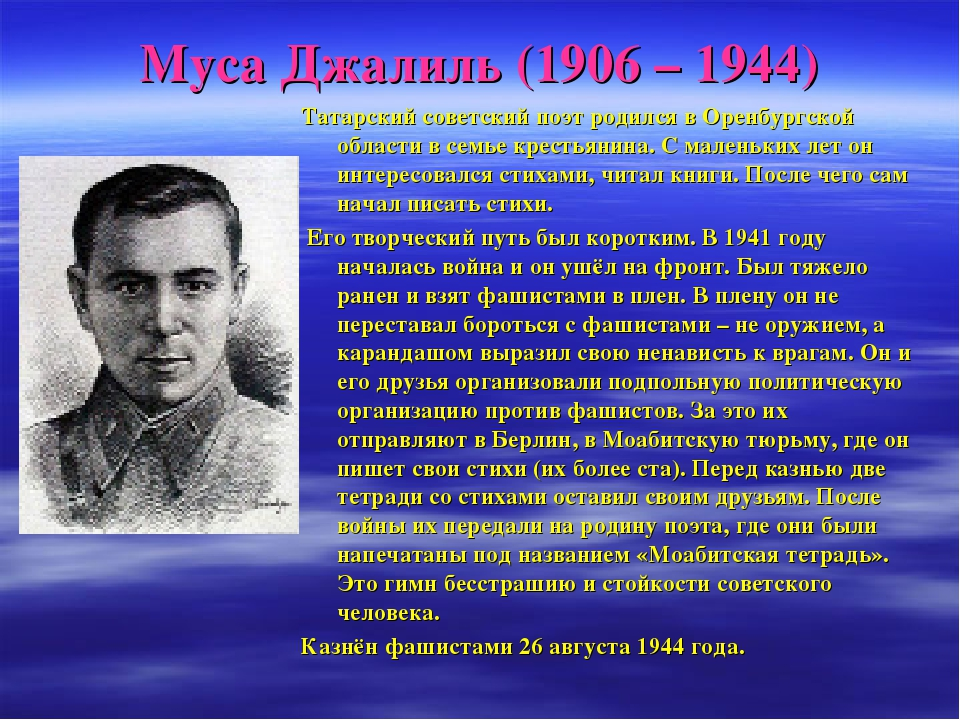 Муса Джалиль (1906 – 1944)
Татарский советский поэт родился в Оренбургской
области в семье крестьянина. С маленьких лет он
интересовался стихами, читал книги. После чего сам
начал писать стихи.
Его творческий путь был коротким. В 1941 году
началась война и он ушёл на фронт. Был тяжело
ранен и взят фашистами в плен. В плену он не
переставал бороться с фашистами – не оружием, а
карандашом выразил свою ненависть к врагам. Он и
его друзья организовали подпольную политическую
организацию против фашистов. За это их
отправляют в Берлин, в Моабитскую тюрьму, где он
пишет свои стихи (их более ста). Перед казнью две
тетради со стихами оставил своим друзьям. После
войны их передали на родину поэта, где они были
напечатаны под названием «Моабитская тетрадь».
Это гимн бесстрашию и стойкости советского
человека.
Казнён фашистами 26 августа 1944 года.